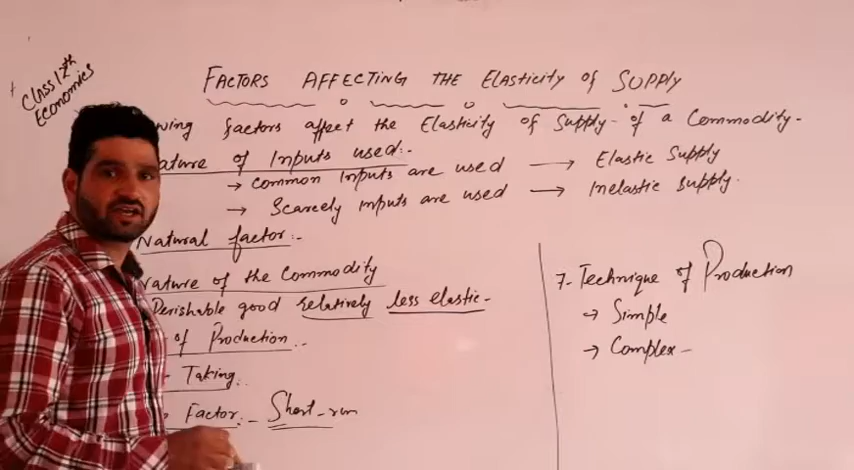 Class 12th
Economics
FACTORS AFFECTING THE Elasticity of SUPPLY
wing factors affect the Elasticity of Supply - of a Commodity -
ature of Inputs used:-
→ Common Inputs are used → Elastic Supply
→ Scarcely inputs are used → Inelastic supply.
Natural factor:-
Nature of the Commodity
Perishable good relatively less elastic -
of Production ..
Taking.
Factor:- Short-run
7- Technique of Production
→ Simple
→ Complex -